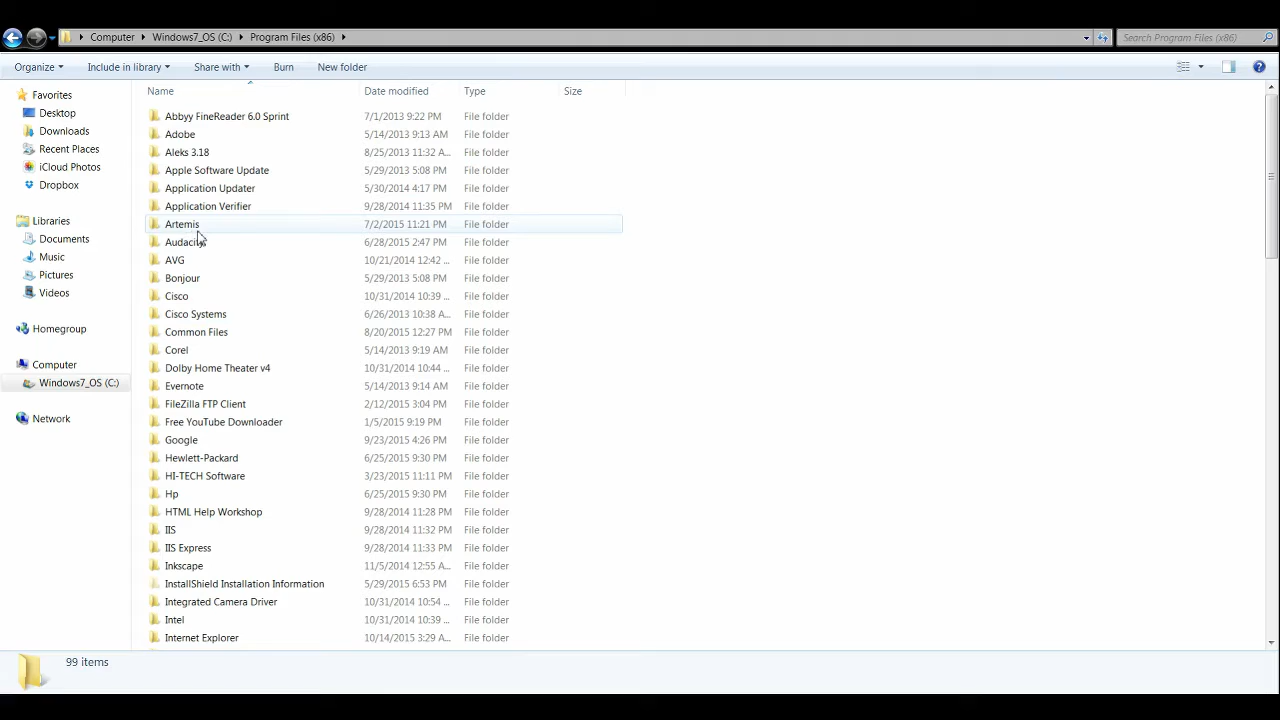 Computer Windows7_OS (C:) Program Files (x86) Search Program Files (x86)
Organize Include in library Share with Burn New folder
Favorites
Desktop
Downloads
Recent Places
iCloud Photos
Dropbox
Libraries
Documents
Music
Pictures
Videos
Homegroup
Computer
Windows7_OS (C:)
Network
Name Date modified Type Size
Abbyy FineReader 6.0 Sprint 7/1/2013 9:22 PM File folder
Adobe 5/14/2013 9:13 AM File folder
Aleks 3.18 8/25/2013 11:32 A... File folder
Apple Software Update 5/29/2013 5:08 PM File folder
Application Updater 5/30/2014 4:17 PM File folder
Application Verifier 9/28/2014 11:35 PM File folder
Artemis 7/2/2015 11:21 PM File folder
Audacity 6/28/2015 2:47 PM File folder
AVG 10/21/2014 12:42 ... File folder
Bonjour 5/29/2013 5:08 PM File folder
Cisco 10/31/2014 10:39 ... File folder
Cisco Systems 6/26/2013 10:38 A... File folder
Common Files 8/20/2015 12:27 PM File folder
Corel 5/14/2013 9:19 AM File folder
Dolby Home Theater v4 10/31/2014 10:44 ... File folder
Evernote 5/14/2013 9:14 AM File folder
FileZilla FTP Client 2/12/2015 3:04 PM File folder
Free YouTube Downloader 1/5/2015 9:19 PM File folder
Google 9/23/2015 4:26 PM File folder
Hewlett-Packard 6/25/2015 9:30 PM File folder
HI-TECH Software 3/23/2015 11:11 PM File folder
Hp 6/25/2015 9:30 PM File folder
HTML Help Workshop 9/28/2014 11:28 PM File folder
IIS 9/28/2014 11:32 PM File folder
IIS Express 9/28/2014 11:33 PM File folder
Inkscape 11/5/2014 12:55 A... File folder
InstallShield Installation Information 5/29/2015 6:53 PM File folder
Integrated Camera Driver 10/31/2014 10:54 ... File folder
Intel 10/31/2014 10:39 ... File folder
Internet Explorer 10/14/2015 3:29 A... File folder
99 items